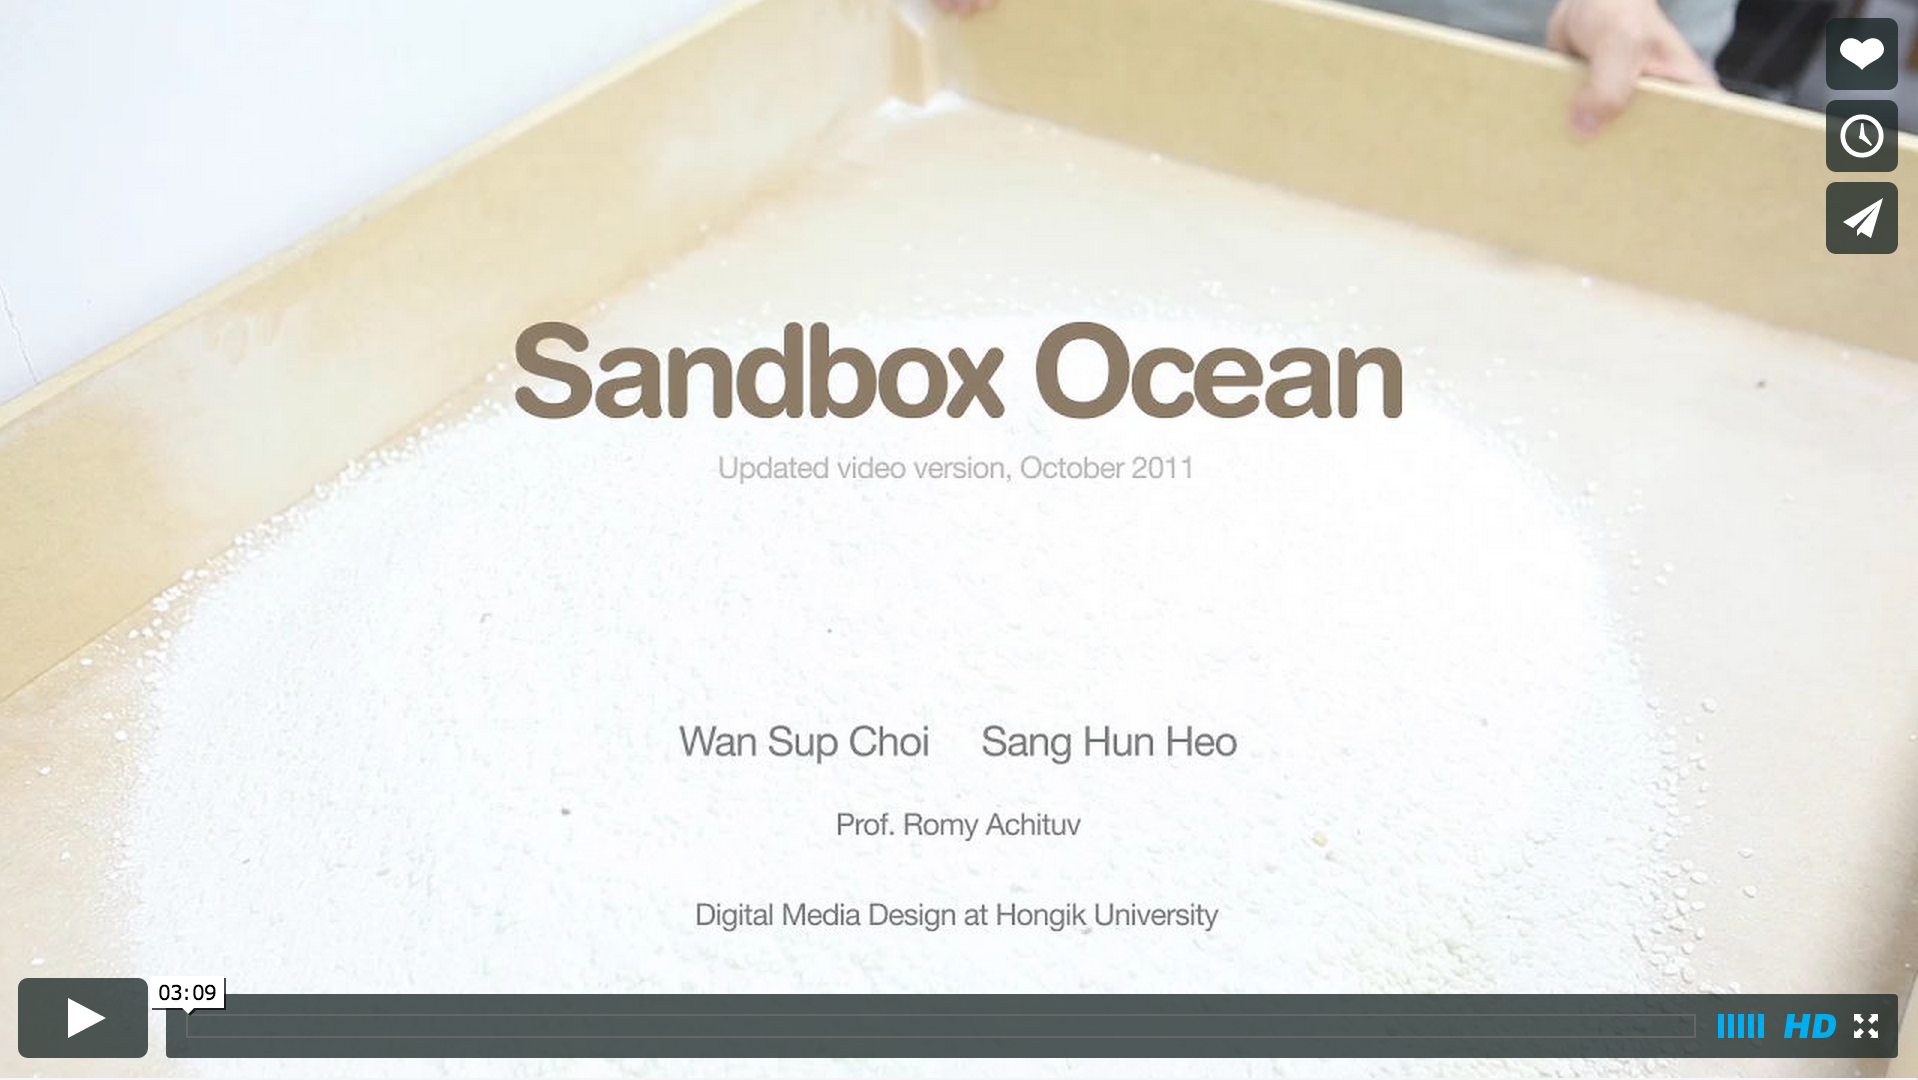 Sandbox Ocean
Updated video version, October 2011
Wan Sup Choi Sang Hun Heo
Prof. Romy Achituv
Digital Media Design at Hongik University
03:09
HD